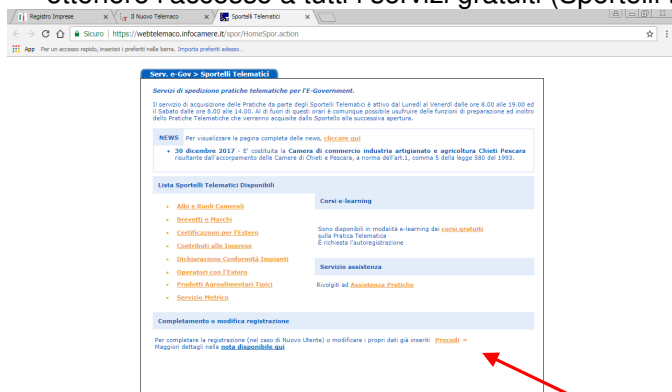 ottenere l'accesso a tutti i servizi gratuiti (Sportelli
Registro Imprese
Il Nuovo Telemaco
Sportelli Telematici
Sicuro | https://webtelemaco.infocamere.it/spor/HomeSpor.action
App Per un accesso rapido, inserisci i preferiti nella barra. Importa preferiti adesso...
Serv. e-Gov > Sportelli Telematici
Servizi di spedizione pratiche telematiche per l'E-Government.
Il servizio di acquisizione delle Pratiche da parte degli Sportelli Telematici è attivo dal Lunedì al Venerdì dalle ore 8.00 alle 19.00 ed
il Sabato dalle ore 8.00 alle 14.00. Al di fuori di questi orari è comunque possibile usufruire delle funzioni di preparazione ed inoltro
dello Pratiche Telematiche che verranno acquisite dallo Sportello alla successiva apertura.
NEWS Per visualizzare la pagina completa delle news, cliccare qui
• 30 dicembre 2017 - E' costituita la Camera di commercio industria artigianato e agricoltura Chieti Pescara
risultante dall'accorpamento delle Camere di Chieti e Pescara, a norma dell'art.1, comma 5 della legge 580 del 1993.
Lista Sportelli Telematici Disponibili
• Albi e Ruoli Camerali
• Brevetti e Marchi
• Certificazioni per l'Estero
• Contributi alle Imprese
• Dichiarazione Conformità Impianti
• Operatori con l'Estero
• Prodotti Agroalimentari Tipici
• Servizio Metrico
Corsi e-learning
Sono disponibili in modalità e-learning dei corsi gratuiti
sulla Pratica Telematica
È richiesta l'autoregistrazione
Servizio assistenza
Rivolgiti ad Assistenza Pratiche
Completamento o modifica registrazione
Per completare la registrazione (nel caso di Nuovo Utente) o modificare i propri dati già inseriti Procedi »
Maggiori dettagli nella nota disponibile qui